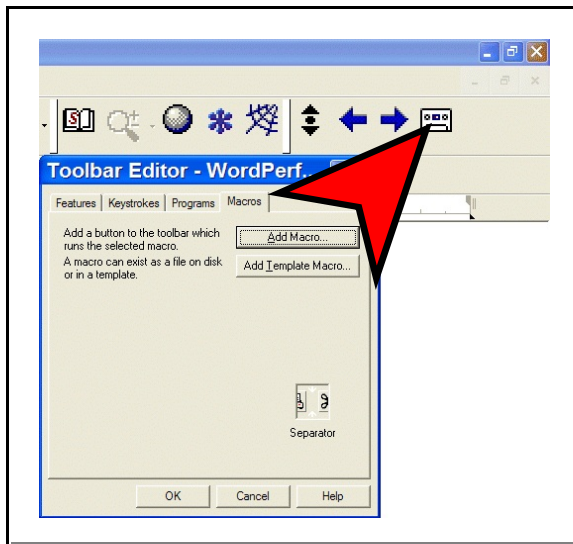 Toolbar Editor - WordPerf..
Features Keystrokes Programs Macros
Add a button to the toolbar which
runs the selected macro.
A macro can exist as a file on disk
or in a template.
Add Macro...
Add Template Macro...
Separator
OK Cancel Help